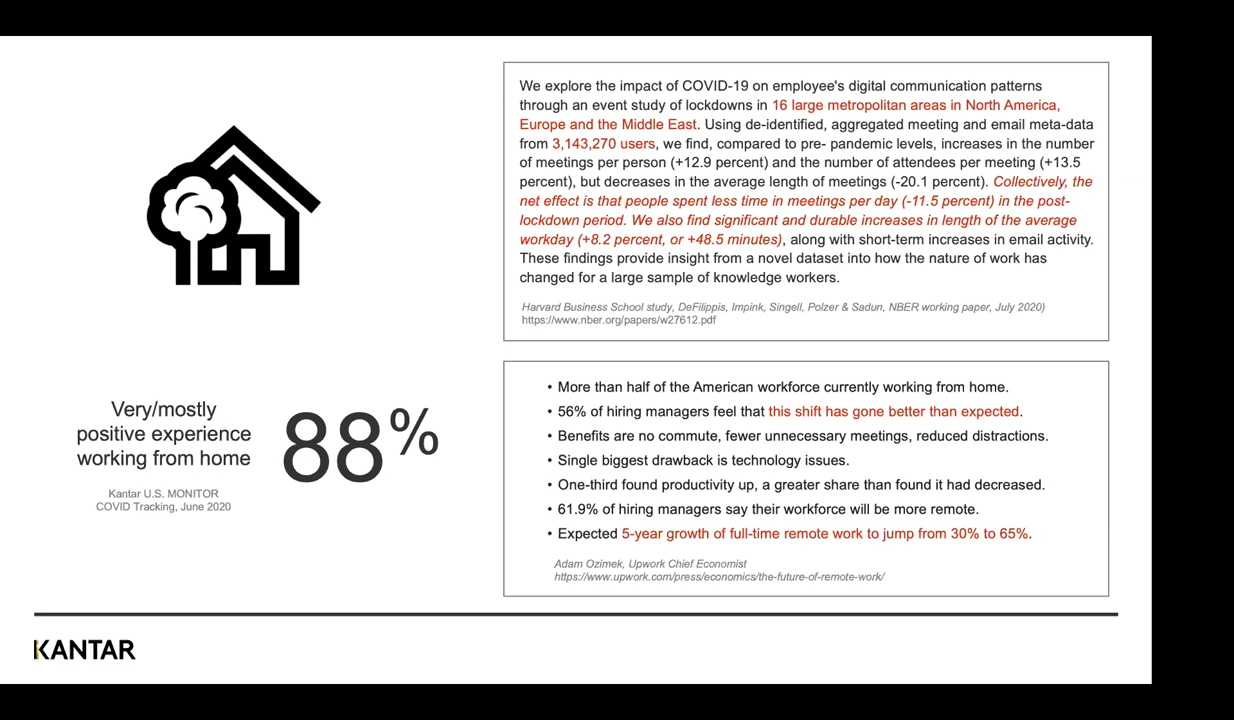 We explore the impact of COVID-19 on employee's digital communication patterns
through an event study of lockdowns in 16 large metropolitan areas in North America,
Europe and the Middle East. Using de-identified, aggregated meeting and email meta-data
from 3,143,270 users, we find, compared to pre- pandemic levels, increases in the number
of meetings per person (+12.9 percent) and the number of attendees per meeting (+13.5
percent), but decreases in the average length of meetings (-20.1 percent). Collectively, the
net effect is that people spent less time in meetings per day (-11.5 percent) in the post-
lockdown period. We also find significant and durable increases in length of the average
workday (+8.2 percent, or +48.5 minutes), along with short-term increases in email activity.
These findings provide insight from a novel dataset into how the nature of work has
changed for a large sample of knowledge workers.
Harvard Business School study, DeFilippis, Impink, Singell, Polzer & Sadun, NBER working paper, July 2020)
https://www.nber.org/papers/w27612.pdf
Very/mostly
positive experience
working from home
88%
Kantar U.S. MONITOR
COVID Tracking, June 2020
• More than half of the American workforce currently working from home.
• 56% of hiring managers feel that this shift has gone better than expected.
• Benefits are no commute, fewer unnecessary meetings, reduced distractions.
• Single biggest drawback is technology issues.
• One-third found productivity up, a greater share than found it had decreased.
• 61.9% of hiring managers say their workforce will be more remote.
• Expected 5-year growth of full-time remote work to jump from 30% to 65%.
Adam Ozimek, Upwork Chief Economist
https://www.upwork.com/press/economics/the-future-of-remote-work/
KANTAR